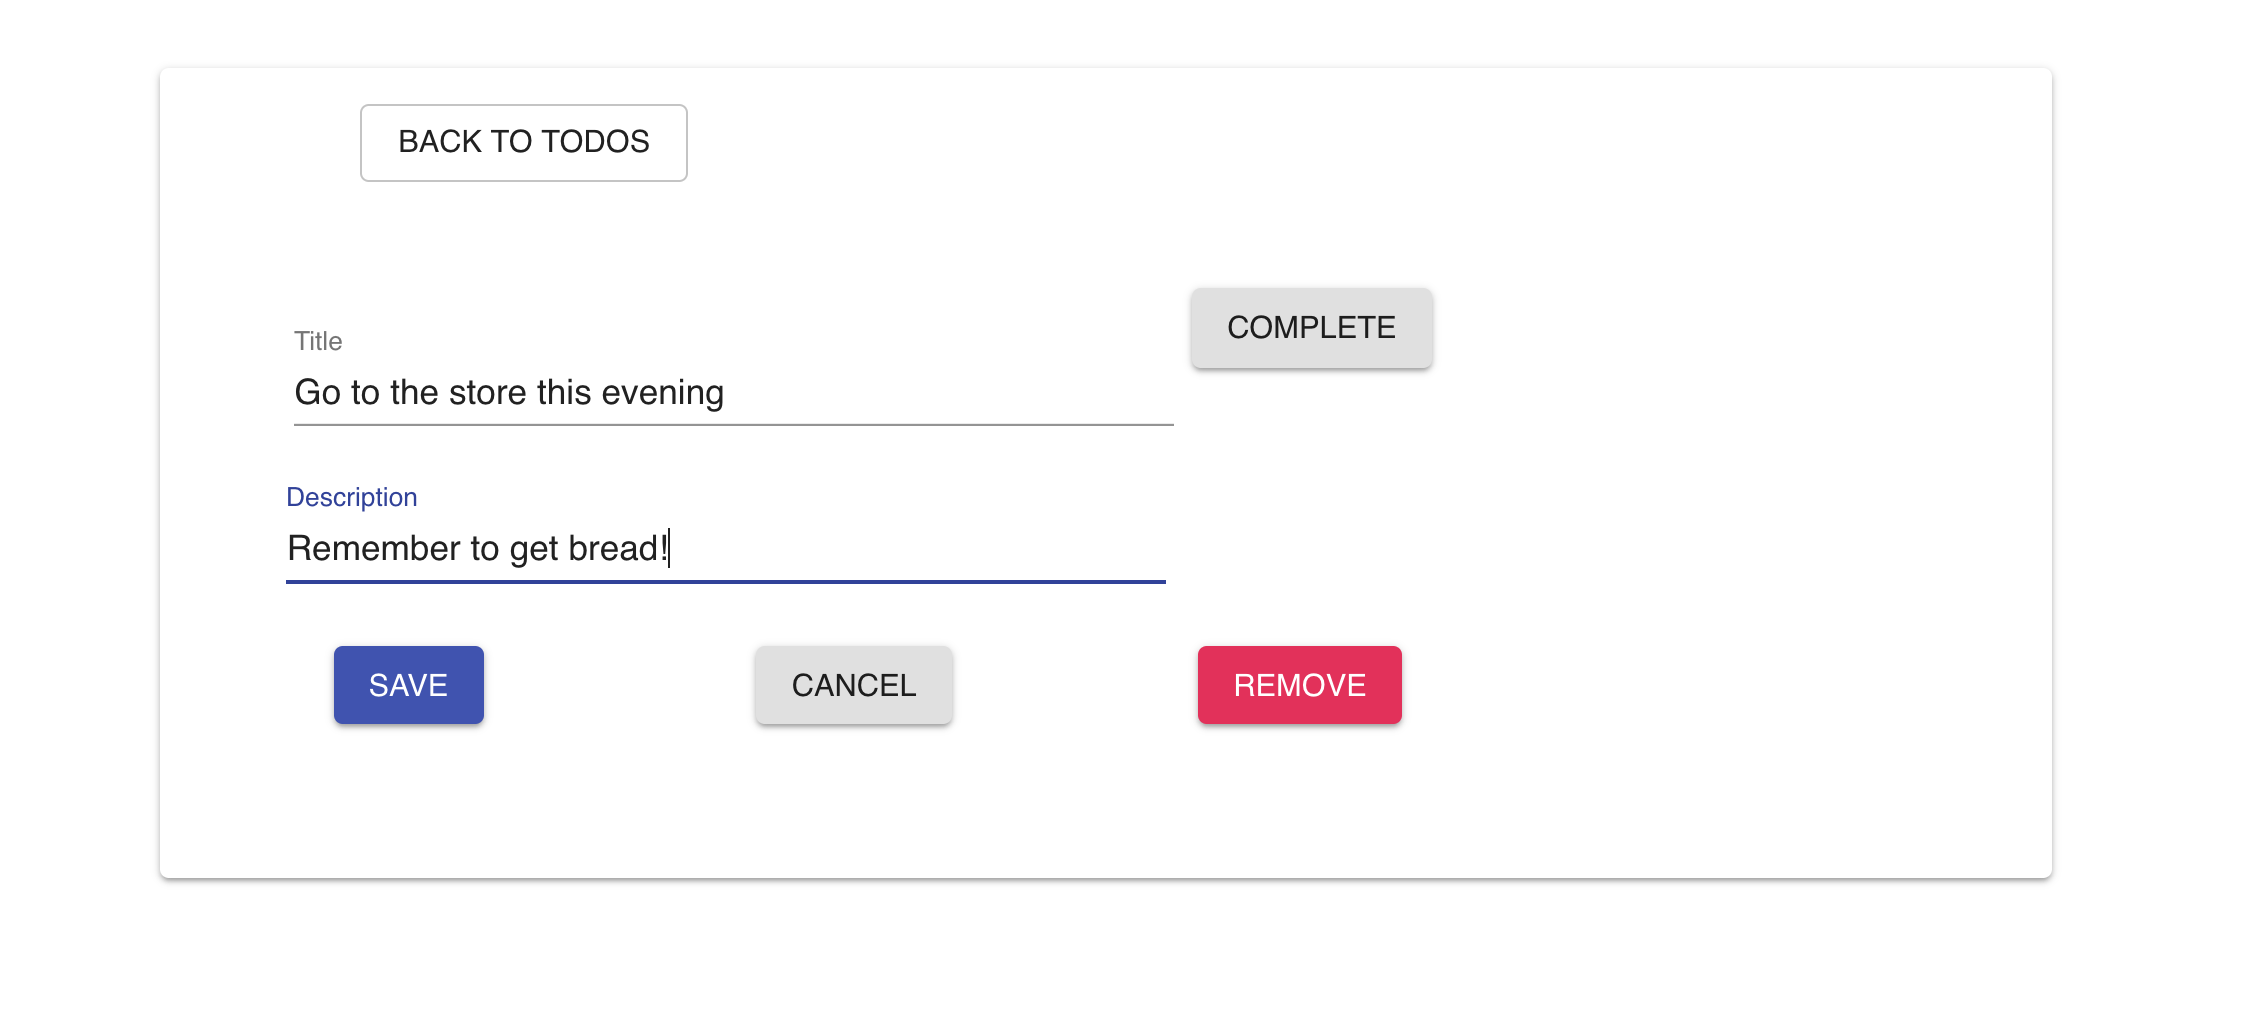 BACK TO TODOS
COMPLETE
Title
Go to the store this evening
Description
Remember to get bread!
SAVE
CANCEL
REMOVE